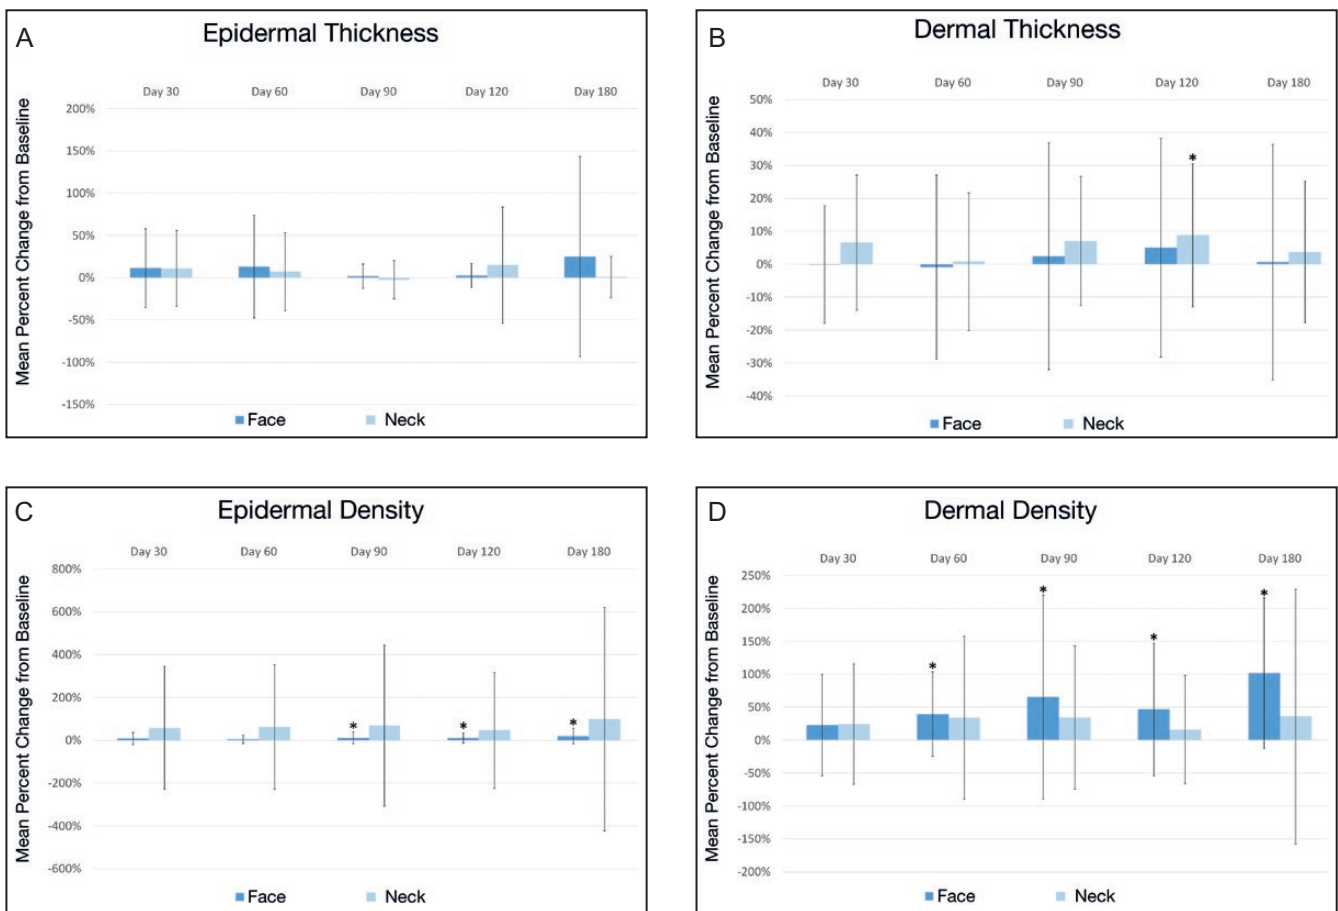 A
Epidermal Thickness
Day 30 Day 60 Day 90 Day 120 Day 180
Mean Percent Change from Baseline
200%
150%
100%
50%
0%
-50%
-100%
-150%
Face Neck
B
Dermal Thickness
Day 30 Day 60 Day 90 Day 120 Day 180
Mean Percent Change from Baseline
50%
40%
30%
20%
10%
0%
-10%
-20%
-30%
-40%
*
Face Neck
C
Epidermal Density
Day 30 Day 60 Day 90 Day 120 Day 180
Mean Percent Change from Baseline
800%
600%
400%
200%
0%
-200%
-400%
-600%
* * *
Face Neck
D
Dermal Density
Day 30 Day 60 Day 90 Day 120 Day 180
Mean Percent Change from Baseline
250%
200%
150%
100%
50%
0%
-50%
-100%
-150%
-200%
* * * *
Face Neck